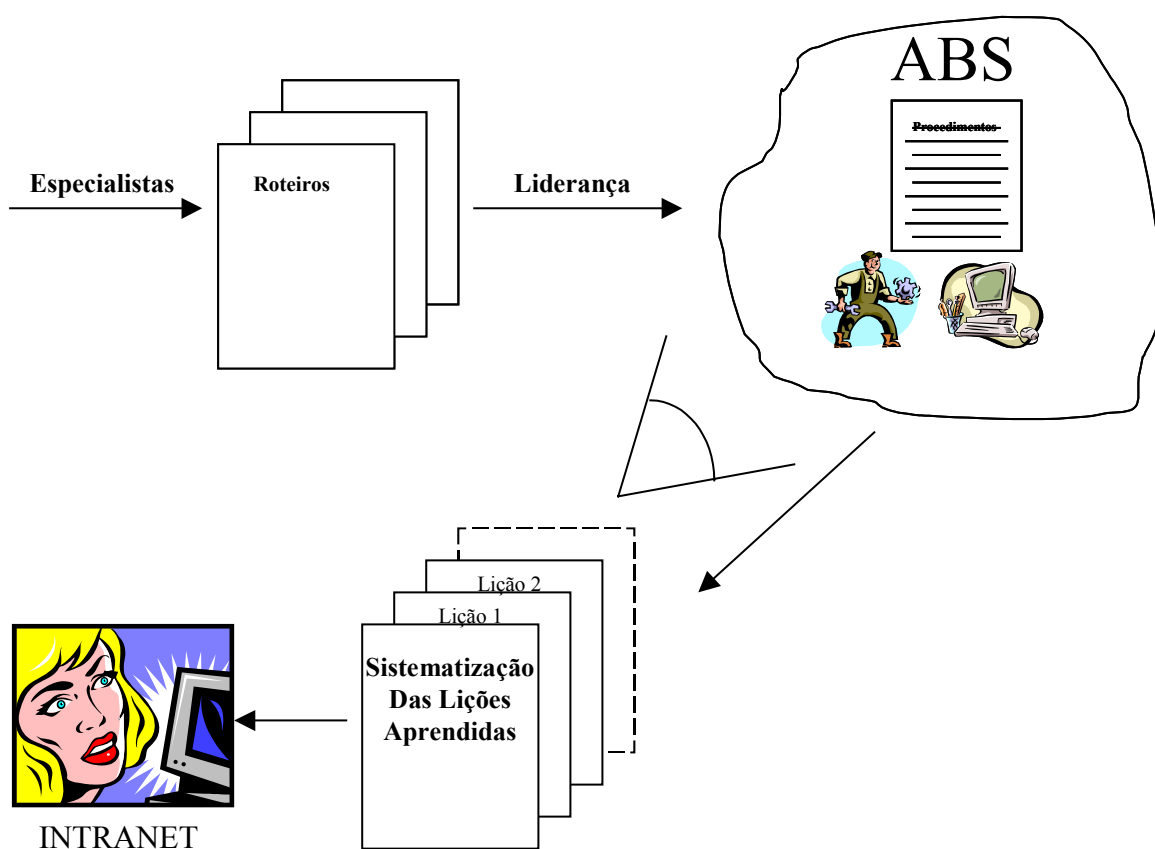 ABS
Procedimentos
Especialistas
Roteiros
Liderança
Lição 2
Lição 1
Sistematização
Das Lições
Aprendidas
INTRANET